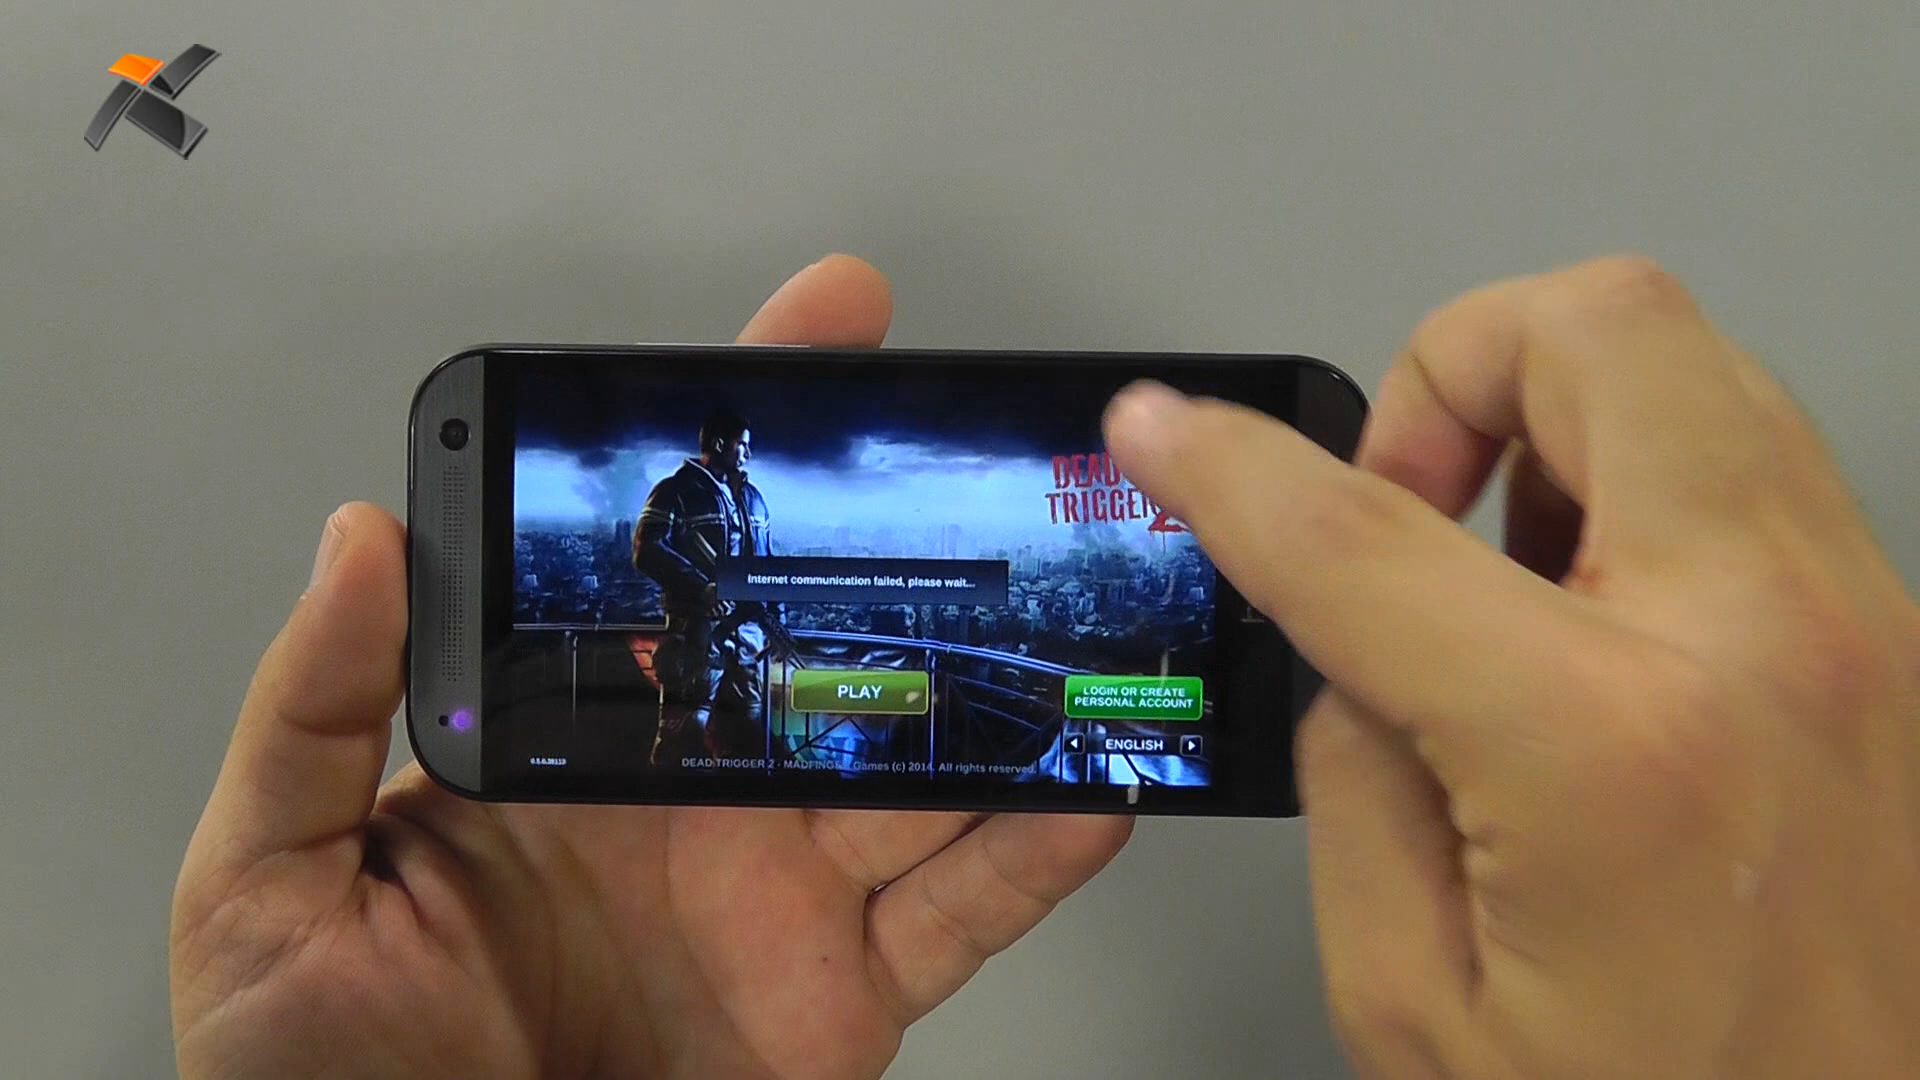 DEAD
TRIGGER
2
Internet communication failed, please wait...
PLAY
LOGIN OR CREATE
PERSONAL ACCOUNT
ENGLISH
DEAD TRIGGER 2 - MADFINGER Games (c) 2014. All rights reserved.